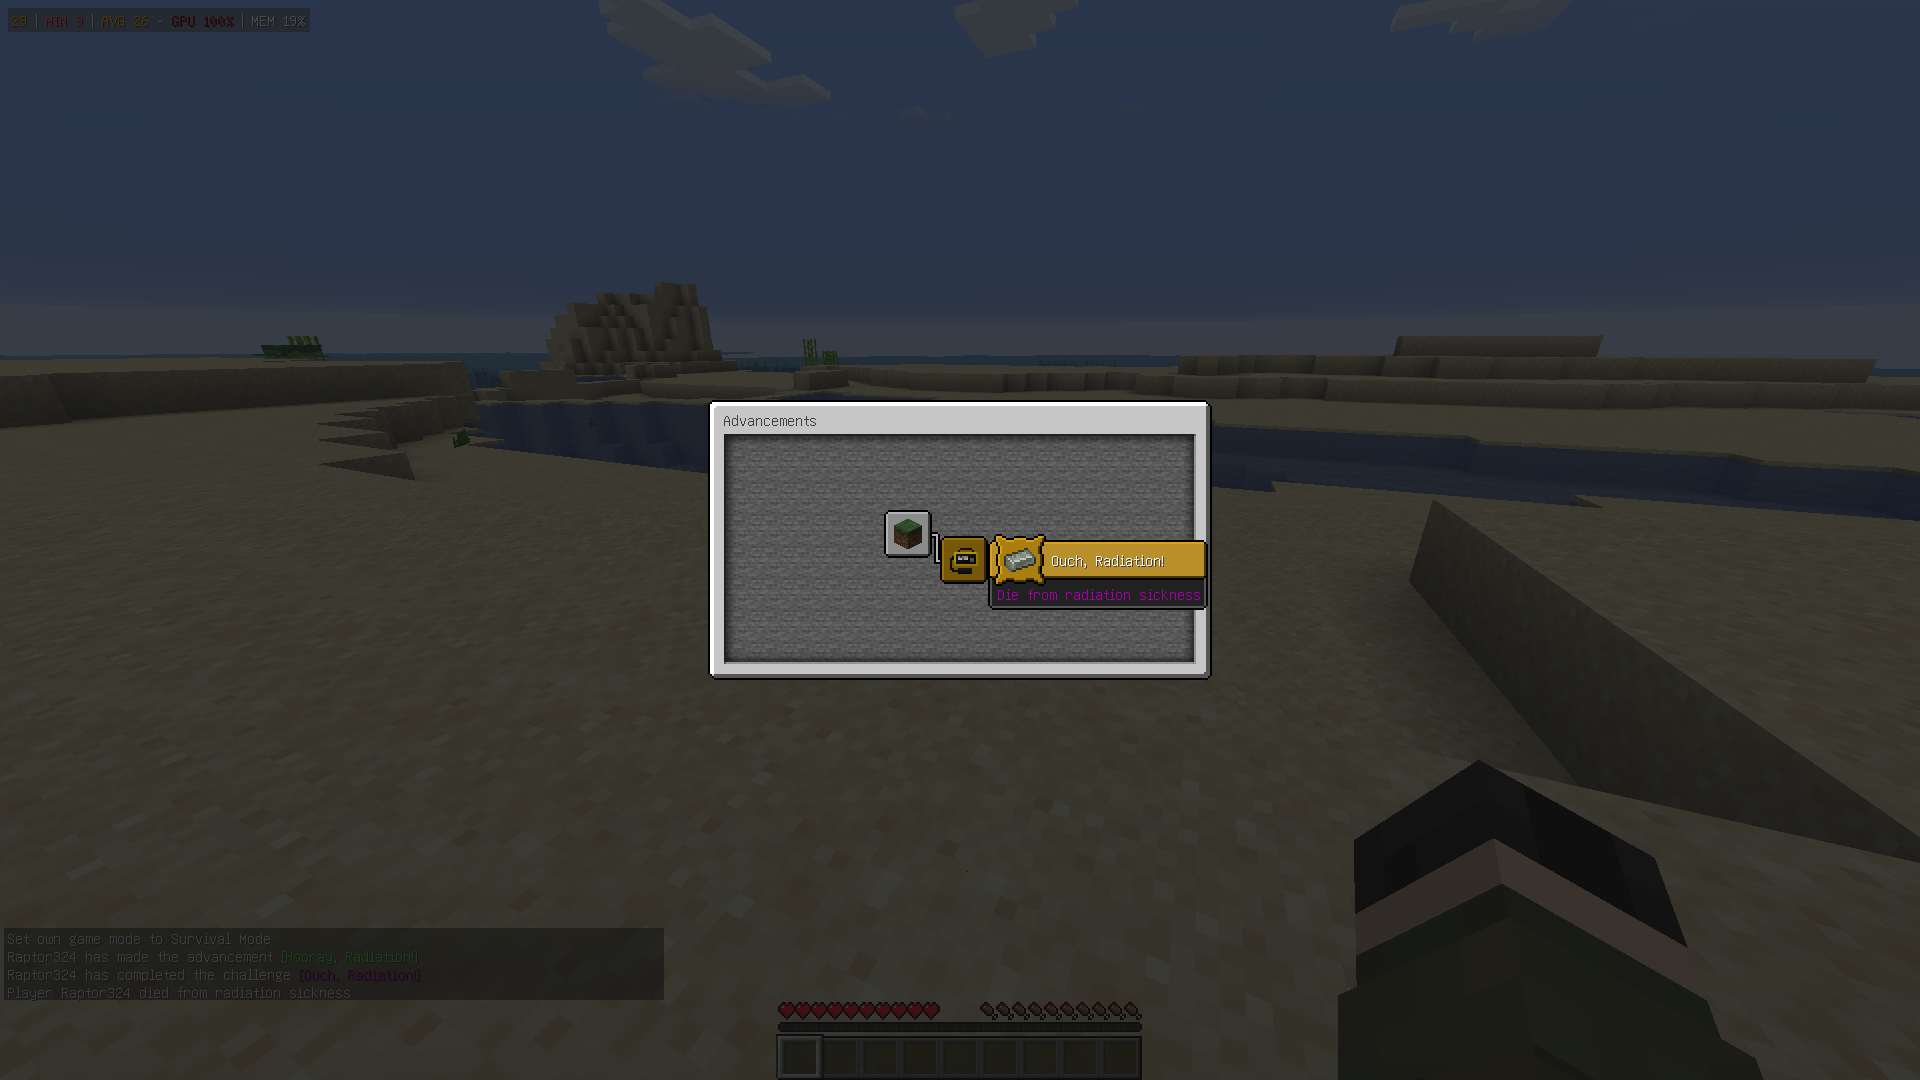 29 | MIN 9 | AVG 26 - GPU 100% | MEM 19%
Advancements
Ouch, Radiation!
Die from radiation sickness
Set own game mode to Survival Mode
Raptor324 has made the advancement [Hooray, Radiation!]
Raptor324 has completed the challenge [Ouch, Radiation!]
Player Raptor324 died from radiation sickness